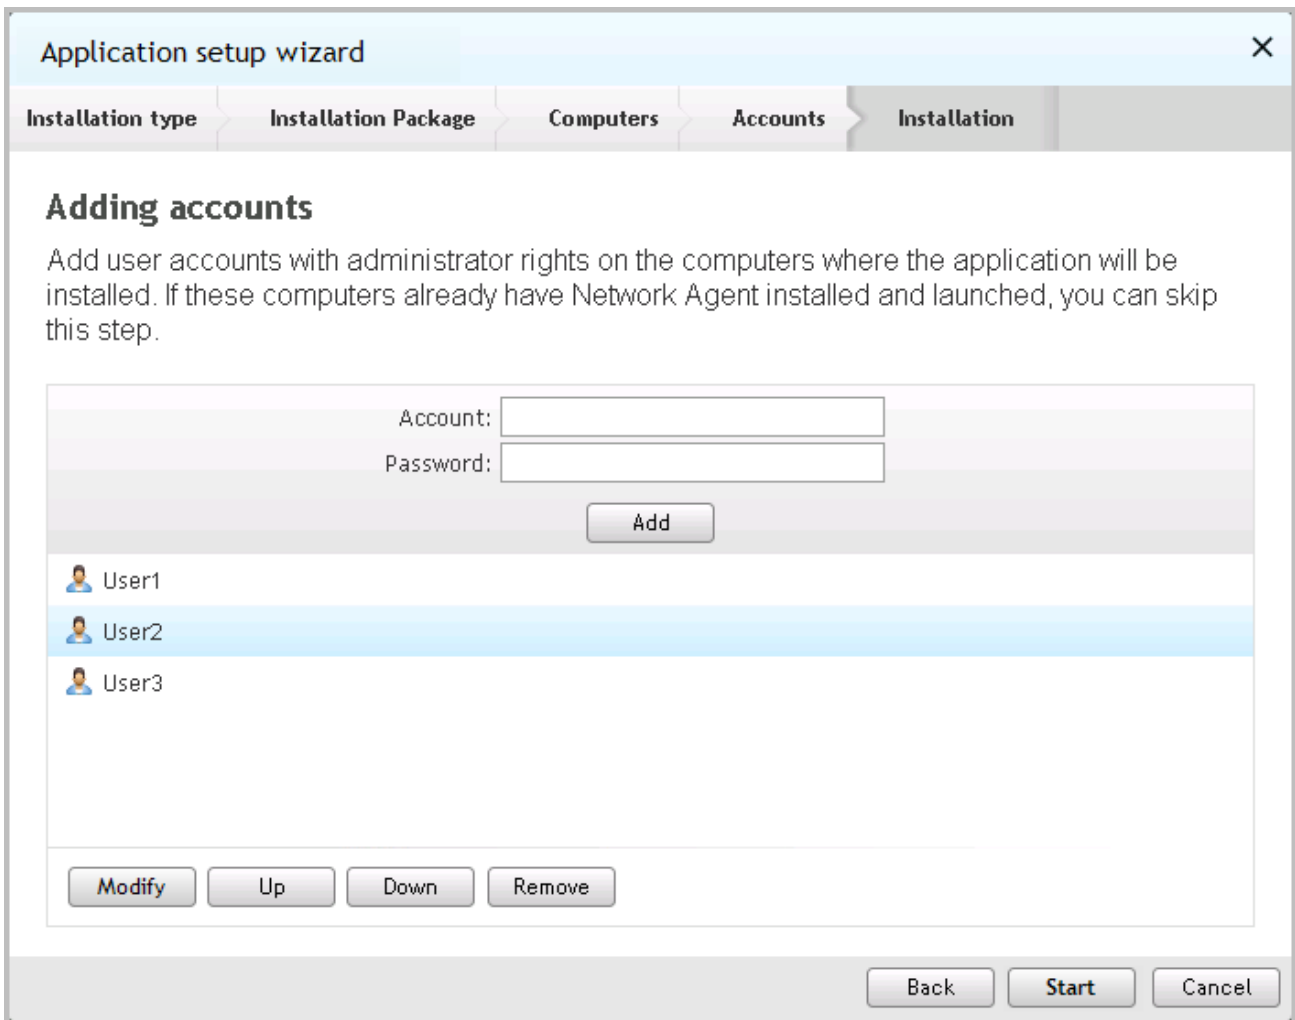 Application setup wizard
Installation type Installation Package Computers Accounts Installation
Adding accounts
Add user accounts with administrator rights on the computers where the application will be
installed. If these computers already have Network Agent installed and launched, you can skip
this step.
Account:
Password:
Add
User1
User2
User3
Modify Up Down Remove
Back Start Cancel